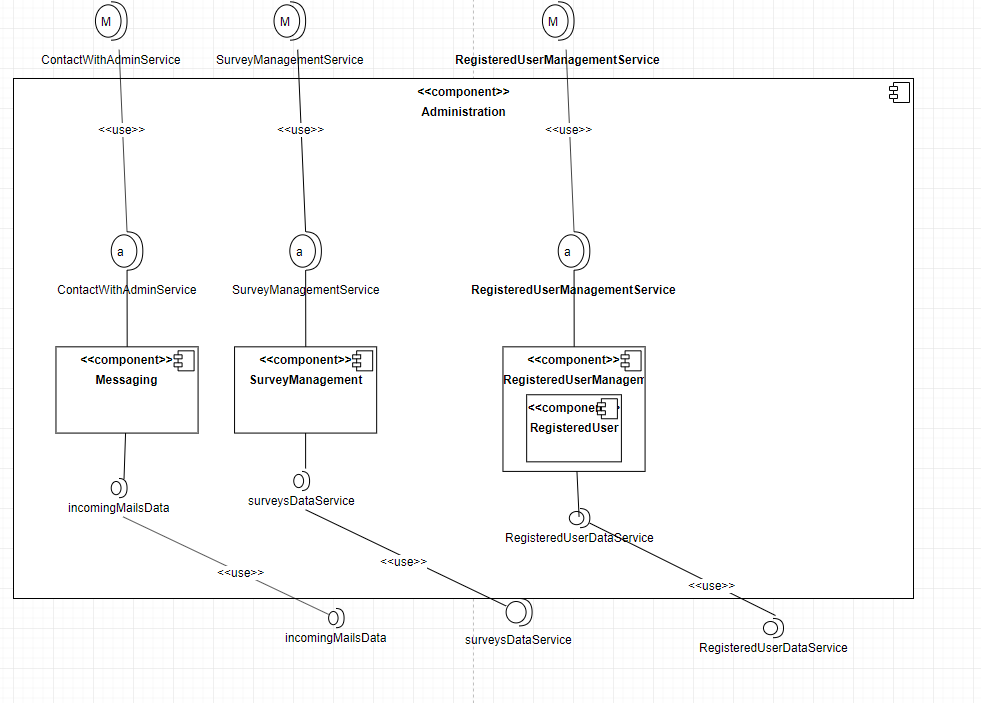 M
M
M
ContactWithAdminService
SurveyManagementService
RegisteredUserManagementService
<<component>>
Administration
<<use>>
<<use>>
<<use>>
a
a
a
ContactWithAdminService
SurveyManagementService
RegisteredUserManagementService
<<component>>
Messaging
<<component>>
SurveyManagement
<<component>>
RegisteredUserManagem
<<componen
RegisteredUser
incomingMailsData
surveysDataService
RegisteredUserDataService
<<use>>
<<use>>
<<use>>
incomingMailsData
surveysDataService
RegisteredUserDataService